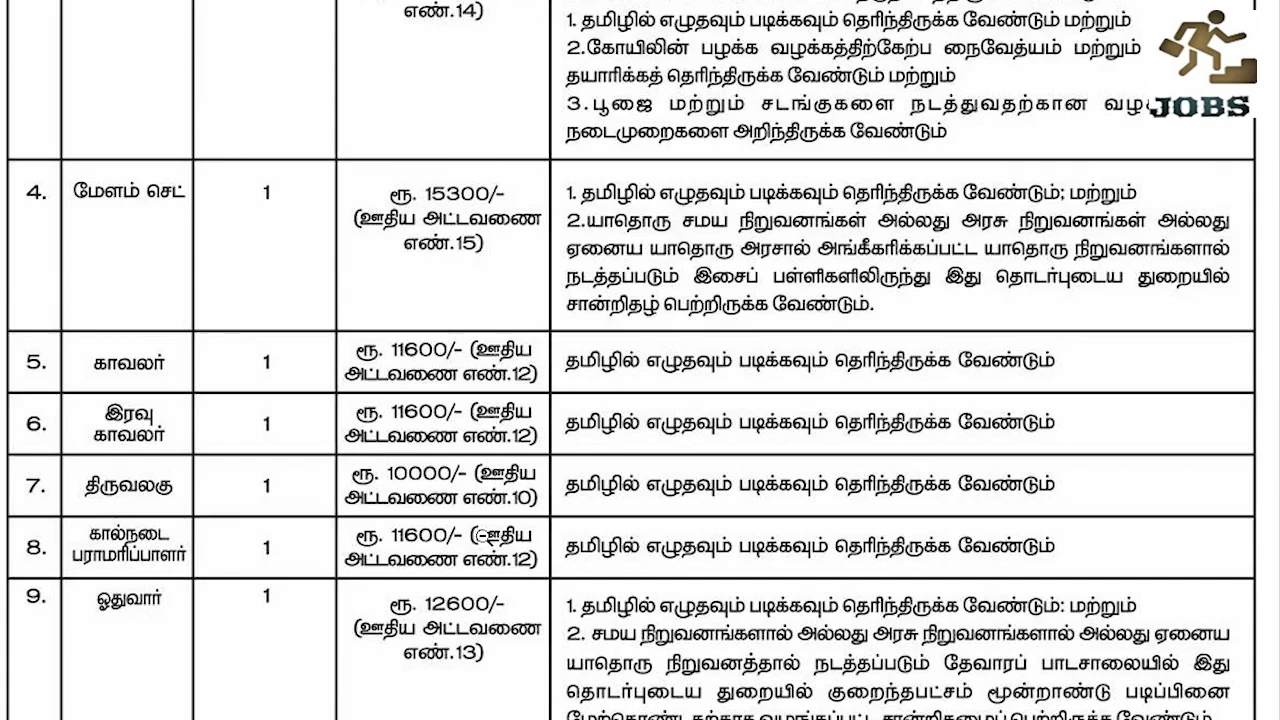 எண்.14)
1. தமிழில் எழுதவும் படிக்கவும் தெரிந்திருக்க வேண்டும் மற்றும்
2.கோயிலின் பழக்க வழக்கத்திற்கேற்ப நைவேத்யம் மற்றும்
தயாரிக்கத் தெரிந்திருக்க வேண்டும் மற்றும்
3.பூஜை மற்றும் சடங்குகளை நடத்துவதற்கான
நடைமுறைகளை அறிந்திருக்க வேண்டும்
JOBS
4. மேளம் செட் 1
ரூ. 15300/-
(ஊதிய அட்டவணை
எண்.15)
1. தமிழில் எழுதவும் படிக்கவும் தெரிந்திருக்க வேண்டும்; மற்றும்
2.யாதொரு சமய நிறுவனங்கள் அல்லது அரசு நிறுவனங்கள் அல்லது
ஏனைய யாதொரு அரசால் அங்கீகரிக்கப்பட்ட யாதொரு நிறுவனங்களால்
நடத்தப்படும் இசைப் பள்ளிகளிலிருந்து இது தொடர்புடைய துறையில்
சான்றிதழ் பெற்றிருக்க வேண்டும்.
5. காவலர் 1
ரூ. 11600/- (ஊதிய
அட்டவணை எண்.12)
தமிழில் எழுதவும் படிக்கவும் தெரிந்திருக்க வேண்டும்
6. இரவு
காவலர்
1
ரூ. 11600/- (ஊதிய
அட்டவணை எண்.12)
தமிழில் எழுதவும் படிக்கவும் தெரிந்திருக்க வேண்டும்
7. திருவலகு 1
ரூ. 10000/- (ஊதிய
அட்டவணை எண்.10)
தமிழில் எழுதவும் படிக்கவும் தெரிந்திருக்க வேண்டும்
8. கால்நடை
பராமரிப்பாளர்
1
ரூ. 11600/- (ஊதிய
அட்டவணை எண்.12)
தமிழில் எழுதவும் படிக்கவும் தெரிந்திருக்க வேண்டும்
9. ஓதுவார் 1
ரூ. 12600/-
(ஊதிய அட்டவணை
எண்.13)
1. தமிழில் எழுதவும் படிக்கவும் தெரிந்திருக்க வேண்டும்: மற்றும்
2. சமய நிறுவனங்களால் அல்லது அரசு நிறுவனங்களால் அல்லது ஏனைய
யாதொரு நிறுவனத்தால் நடத்தப்படும் தேவாரப் பாடசாலையில் இது
தொடர்புடைய துறையில் குறைந்தபட்சம் மூன்றாண்டு படிப்பினை